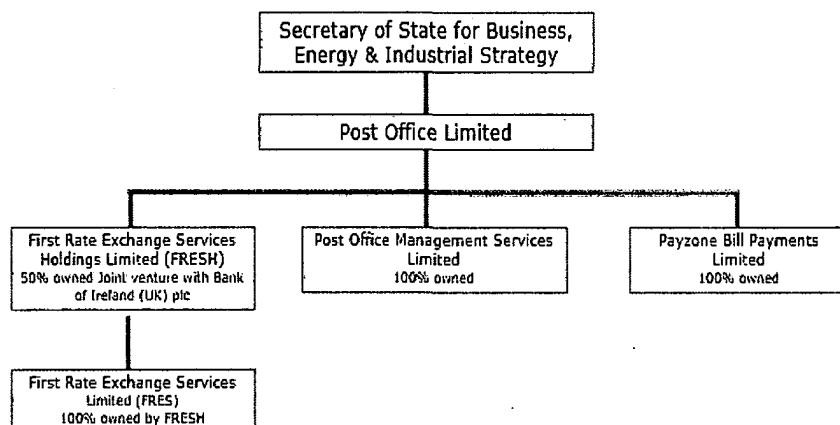 Secretary of State for Business,
Energy & Industrial Strategy
Post Office Limited
First Rate Exchange Services
Holdings Limited (FRESH)
50% owned Joint venture with Bank
of Ireland (UK) plc
Post Office Management Services
Limited
100% owned
Payzone Bill Payments
Limited
100% owned
First Rate Exchange Services
Limited (FRES)
100% owned by FRESH